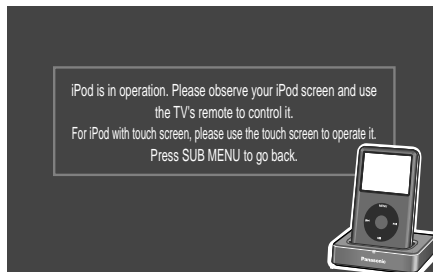 iPod is in operation. Please observe your iPod screen and use
the TV's remote to control it.
For iPod with touch screen, please use the touch screen to operate it.
Press SUB MENU to go back.
MENU
Panasonic